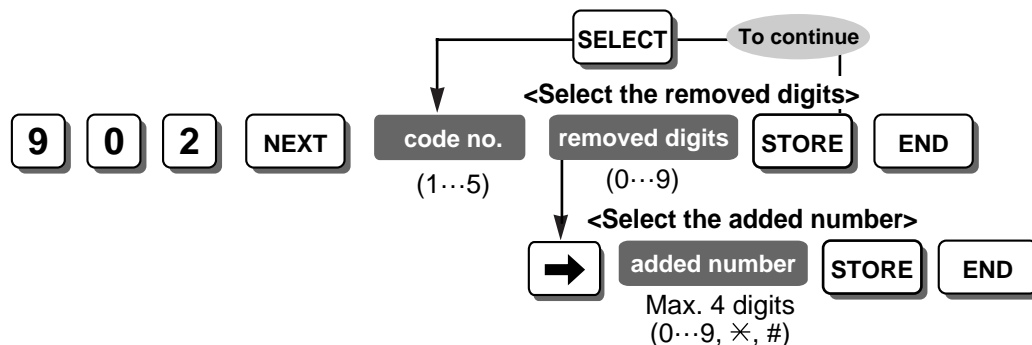 SELECT To continue
<Select the removed digits>
9 0 2 NEXT code no. removed digits STORE END
(1···5) (0···9)
<Select the added number>
➡ added number STORE END
Max. 4 digits
(0···9, ✳, #)